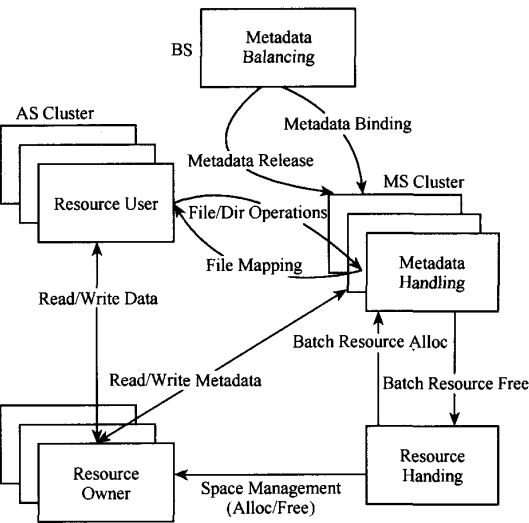 Metadata
Balancing
BS
AS Cluster
Metadata Binding
Metadata Release
MS Cluster
Resource User
File/Dir Operations
File Mapping
Metadata
Handling
Read/Write Data
Batch Resource Alloc
Read/Write Metadata
Batch Resource Free
Resource
Owner
Resource
Handing
Space Management
(Alloc/Free)